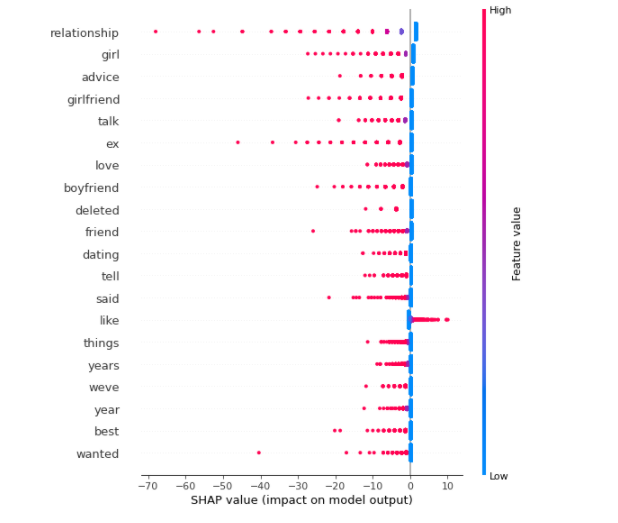 High
relationship
girl
advice
girlfriend
talk
ex
love
boyfriend
deleted
friend
dating
tell
said
like
things
years
weve
year
best
wanted
Feature value
Low
−70 −60 −50 −40 −30 −20 −10 0 10
SHAP value (impact on model output)